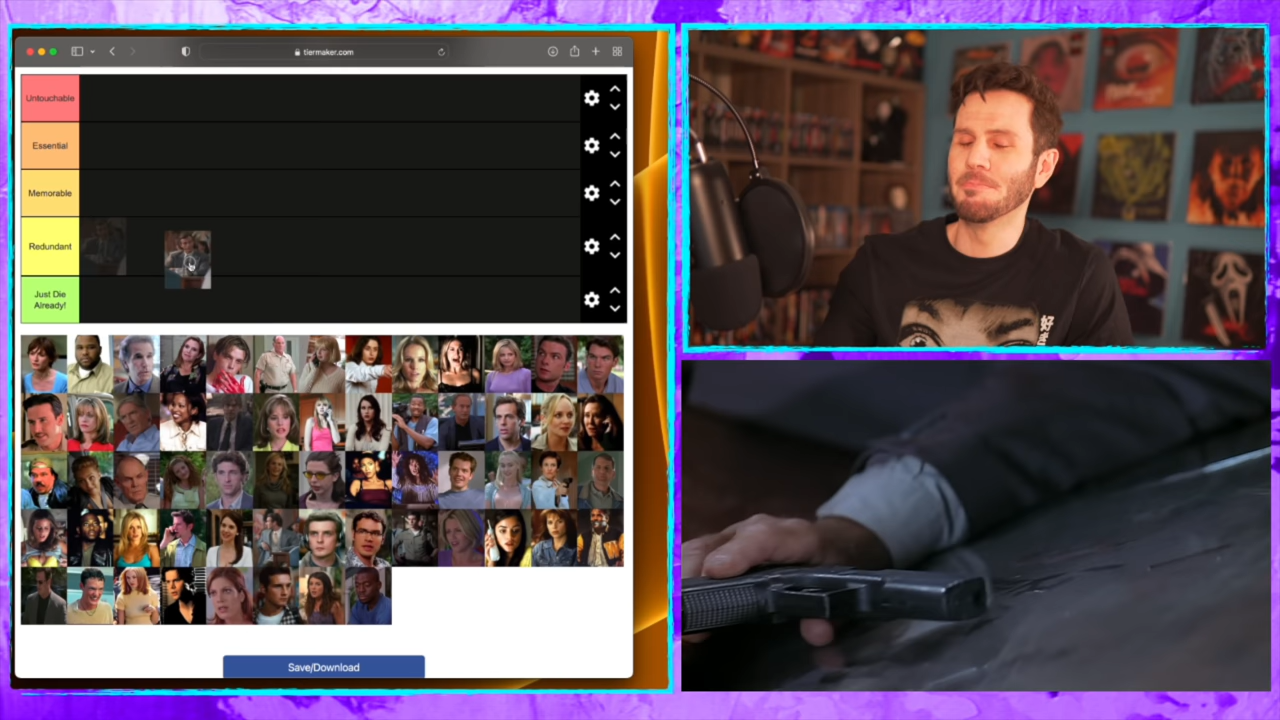 tiermaker.com
Untouchable
Essential
Memorable
Redundant
Just Die
Already!
Save/Download